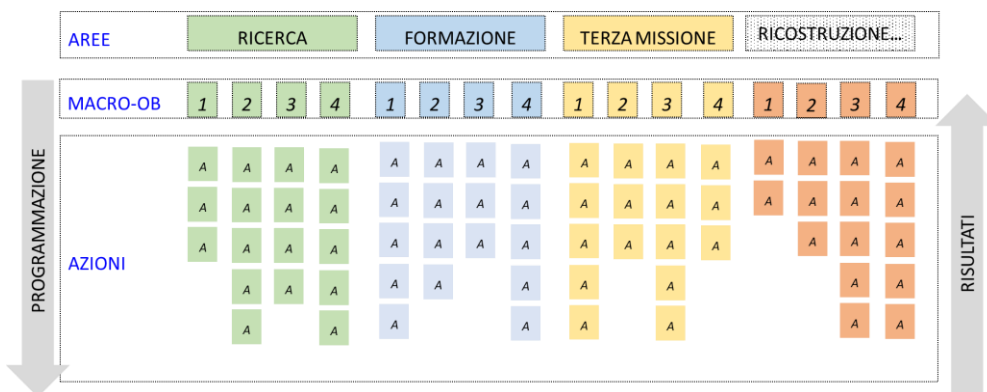 AREE RICERCA FORMAZIONE TERZA MISSIONE RICOSTRUZIONE…
MACRO-OB 1 2 3 4 1 2 3 4 1 2 3 4 1 2 3 4
PROGRAMMAZIONE
AZIONI
A A A A A A A A A A A A A A A A
A A A A A A A A A A A A A A A A
A A A A A A A A A A A A A A A
A A A A A A A A A A
A A A A A A A A
RISULTATI